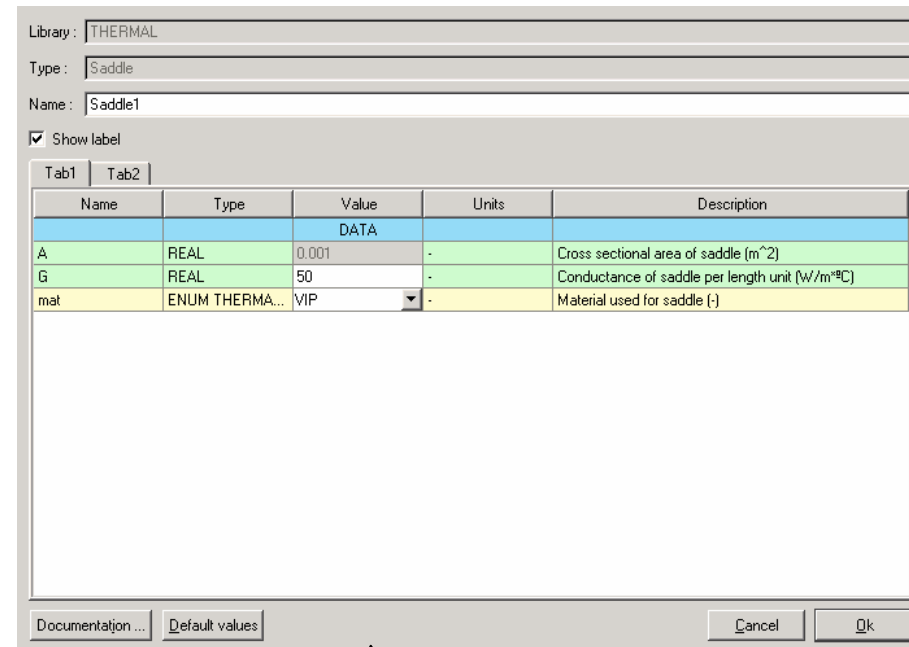 Library : THERMAL
Type : Saddle
Name : Saddle1
Show label
Tab1 Tab2
Name Type Value Units Description
DATA
A REAL 0.001 - Cross sectional area of saddle (m^2)
G REAL 50 - Conductance of saddle per length unit (W/m*ºC)
mat ENUM THERMA... VIP - Material used for saddle (-)
Documentation ... Default values Cancel Ok